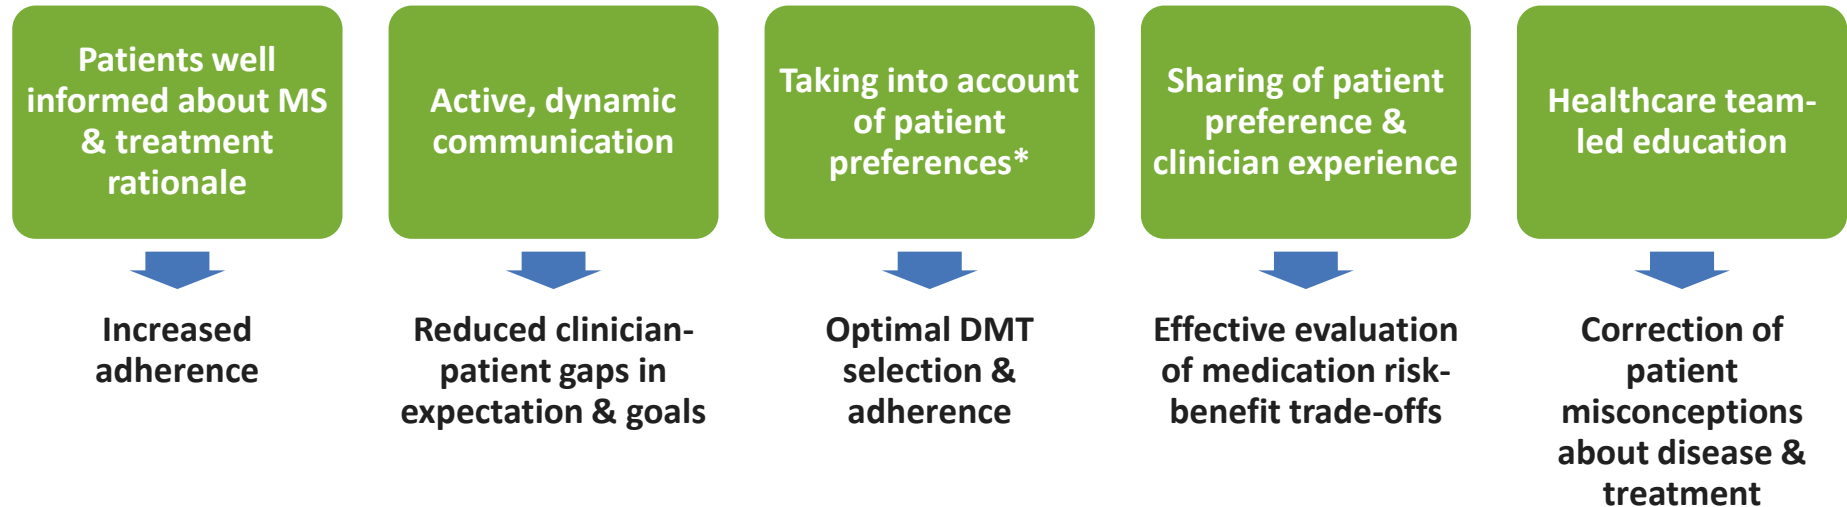 Patients well
informed about MS
& treatment
rationale
Active, dynamic
communication
Taking into account
of patient
preferences*
Sharing of patient
preference &
clinician experience
Healthcare team-
led education
Increased
adherence
Reduced clinician-
patient gaps in
expectation & goals
Optimal DMT
selection &
adherence
Effective evaluation
of medication risk-
benefit trade-offs
Correction of
patient
misconceptions
about disease &
treatment